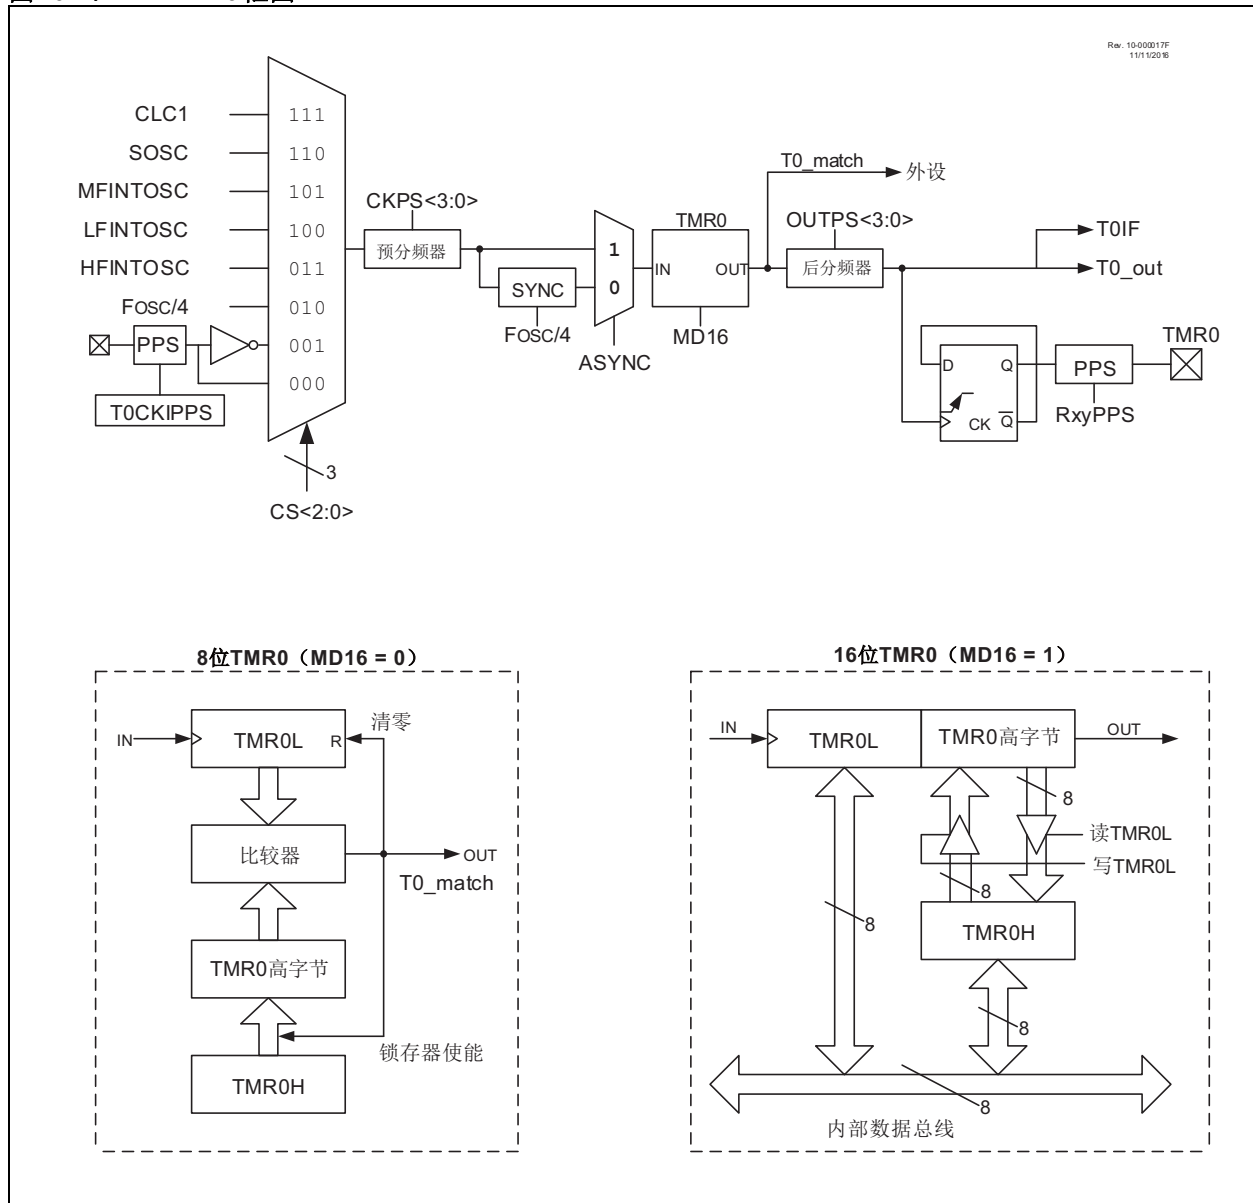 Rev. 10-000017F
11/11/2016
CLC1
111
SOSC
110
MFINTOSC
101
LFINTOSC
100
HFINTOSC
011
FOSC/4
010
PPS
001
000
T0CKIPPS
3
CS<2:0>
CKPS<3:0>
预分频器
SYNC
FOSC/4
1
0
ASYNC
TMR0
IN
OUT
MD16
T0_match
外设
OUTPS<3:0>
后分频器
T0IF
T0_out
D
Q
CK
Q
PPS
RxyPPS
TMR0
8位TMR0（MD16 = 0）
IN
TMR0L
R
清零
比较器
OUT
T0_match
TMR0高字节
锁存器使能
TMR0H
16位TMR0（MD16 = 1）
IN
TMR0L
TMR0高字节
OUT
8
读TMR0L
写TMR0L
8
8
TMR0H
8
8
内部数据总线